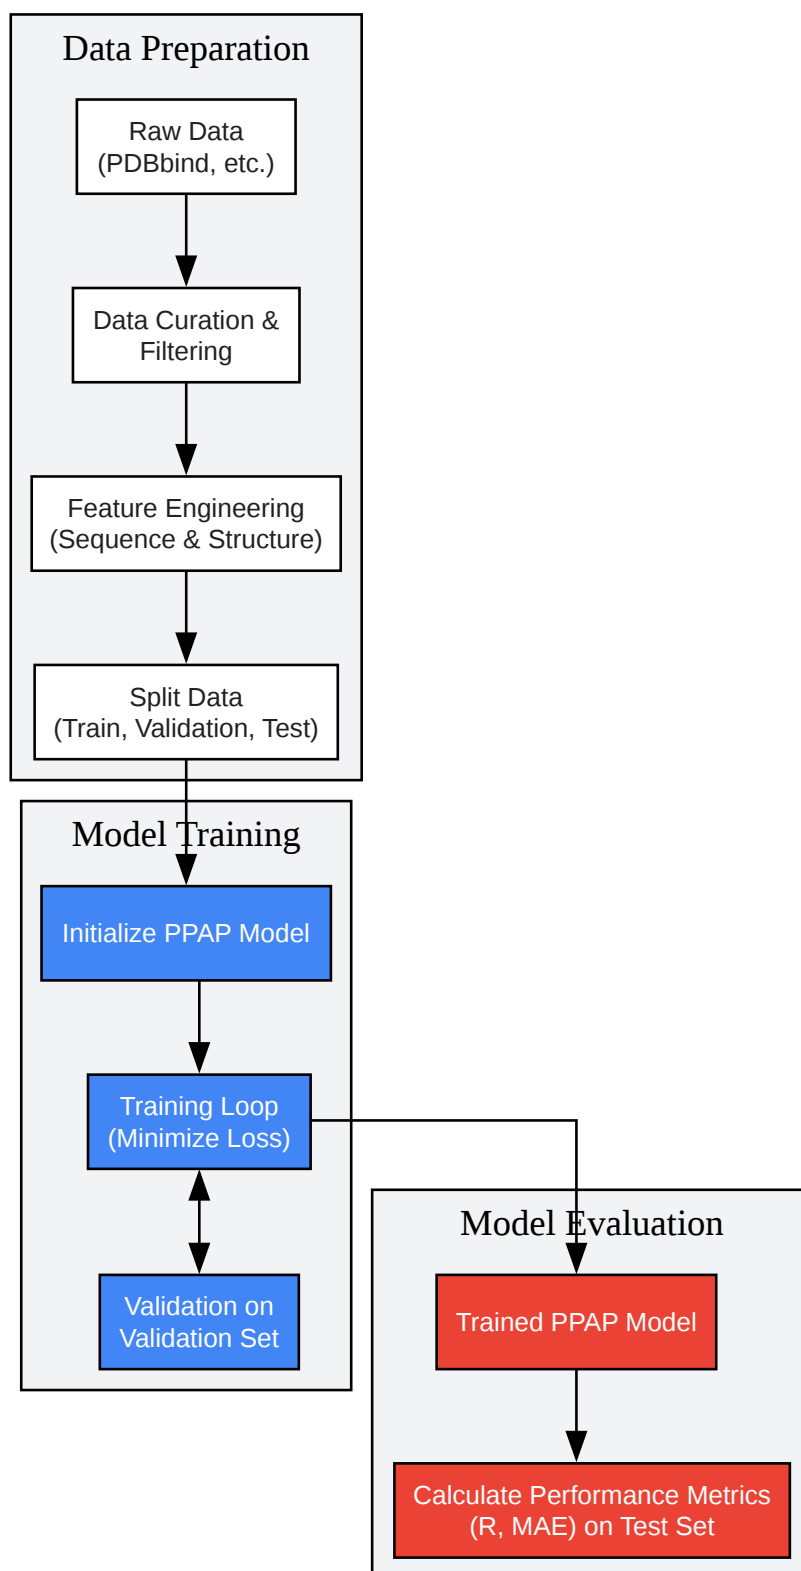 Data Preparation
Raw Data
(PDBbind, etc.)
Data Curation &
Filtering
Feature Engineering
(Sequence & Structure)
Split Data
(Train, Validation, Test)
Model Training
Initialize PPAP Model
Training Loop
(Minimize Loss)
Validation on
Validation Set
Model Evaluation
Trained PPAP Model
Calculate Performance Metrics
(R, MAE) on Test Set